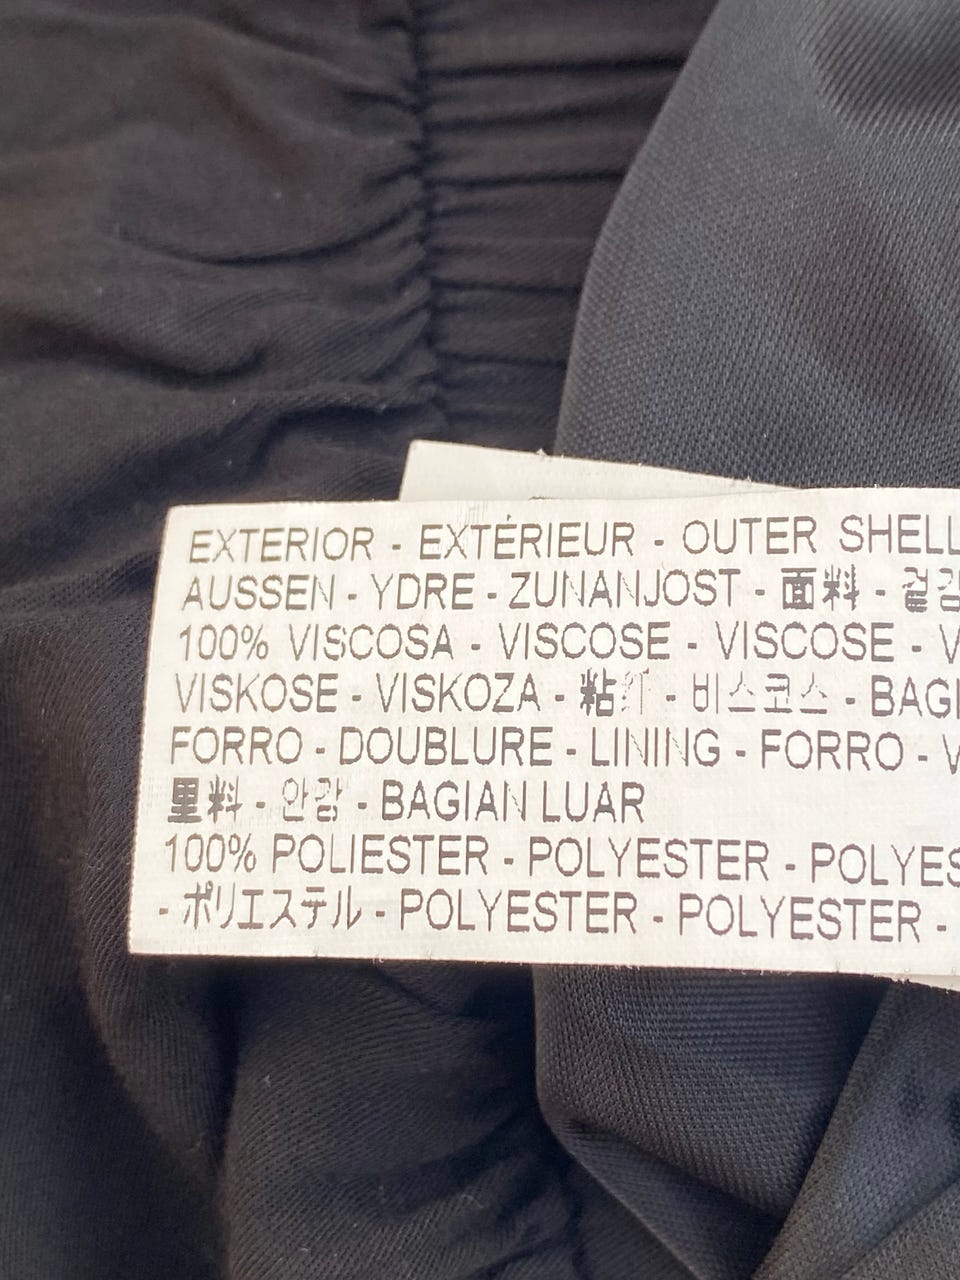 EXTERIOR - EXTÉRIEUR - OUTER SHELL
AUSSEN - YDRE - ZUNANJOST - 面料 - 겉감
100% VISCOSA - VISCOSE - VISCOSE - V
VISKOSE - VISKOZA - 粘纤 - 비스코스 - BAGI
FORRO - DOUBLURE - LINING - FORRO - V
里料 - 안감 - BAGIAN LUAR
100% POLIESTER - POLYESTER - POLYES
- ポリエステル - POLYESTER - POLYESTER -